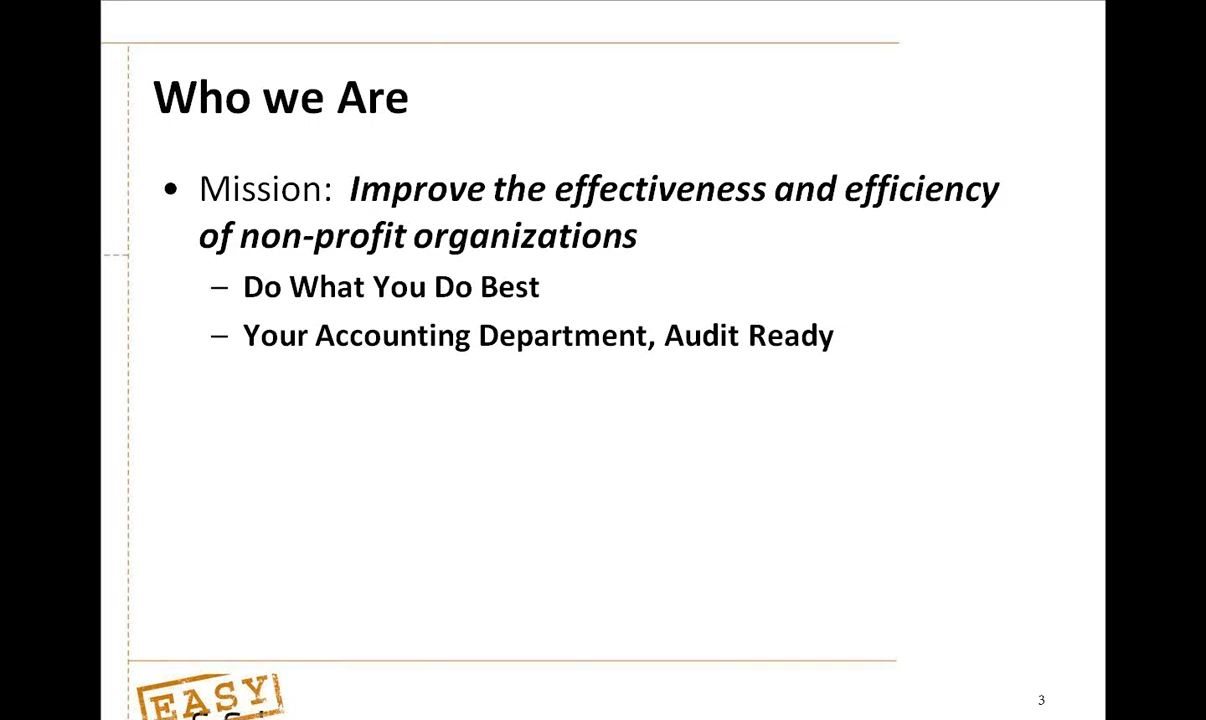 Who we Are
• Mission: Improve the effectiveness and efficiency
of non-profit organizations
– Do What You Do Best
– Your Accounting Department, Audit Ready
EASY
3